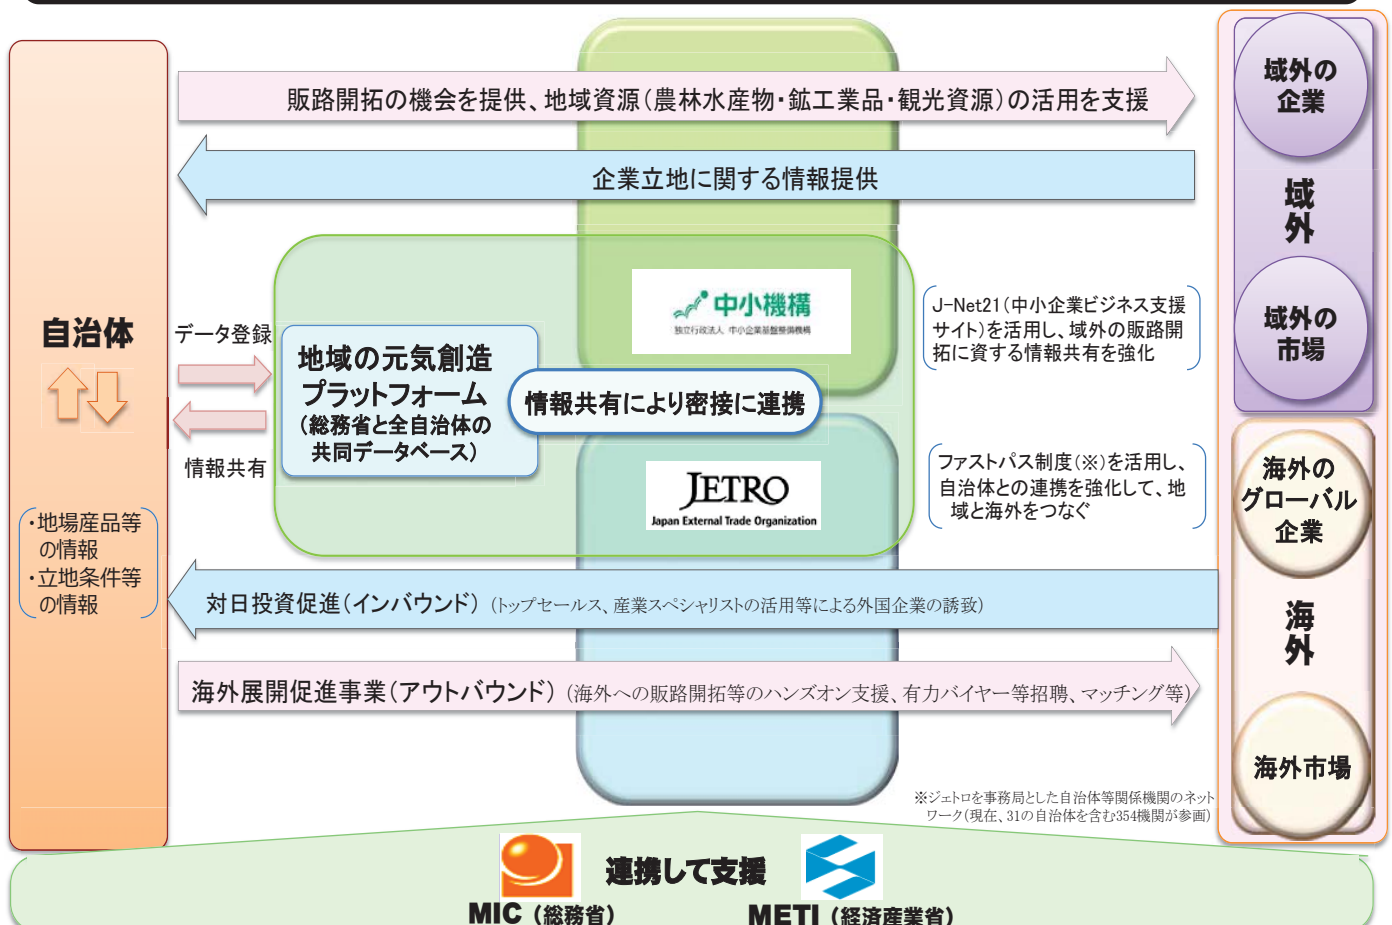 販路開拓の機会を提供、地域資源（農林水産物・鉱工業品・観光資源）の活用を支援
企業立地に関する情報提供
自治体
データ登録
情報共有
・地場産品等
の情報
・立地条件等
の情報
地域の元気創造
プラットフォーム
（総務省と全自治体の
共同データベース）
情報共有により密接に連携
中小機構
独立行政法人 中小企業基盤整備機構
JETRO
Japan External Trade Organization
J-Net21（中小企業ビジネス支援
サイト）を活用し、域外の販路開
拓に資する情報共有を強化
ファストパス制度（※）を活用し、
自治体との連携を強化して、地
域と海外をつなぐ
域外の
企業
域外
域外の
市場
海外の
グローバル
企業
海外
海外市場
対日投資促進（インバウンド）（トップセールス、産業スペシャリストの活用等による外国企業の誘致）
海外展開促進事業（アウトバウンド）（海外への販路開拓等のハンズオン支援、有力バイヤー等招聘、マッチング等）
※ジェトロを事務局とした自治体等関係機関のネット
ワーク（現在、31の自治体を含む354機関が参画）
連携して支援
MIC（総務省）
METI（経済産業省）